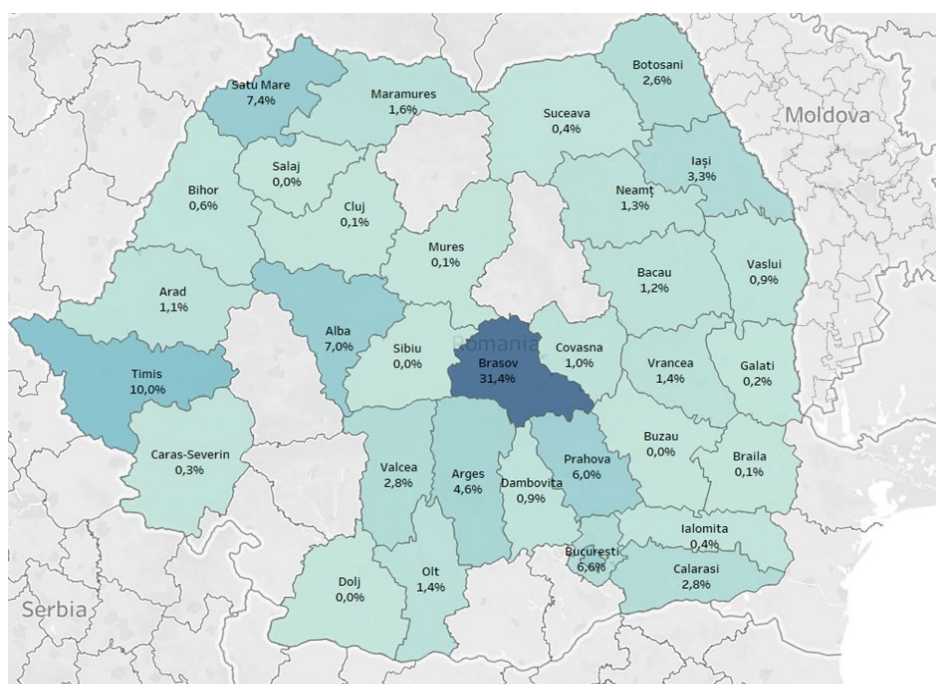 Botosani
2,6%
Satu Mare
7,4%
Maramures
1,6%
Suceava
0,4%
Moldova
Iași
3,3%
Salaj
0,0%
Bihor
0,6%
Neamț
1,3%
Cluj
0,1%
Mures
0,1%
Bacau
1,2%
Vaslui
0,9%
Arad
1,1%
Alba
7,0%
Sibiu
0,0%
Romania
Brasov
31,4%
Covasna
1,0%
Vrancea
1,4%
Galati
0,2%
Timis
10,0%
Caras-Severin
0,3%
Valcea
2,8%
Arges
4,6%
Dambovita
0,9%
Prahova
6,0%
Buzau
0,0%
Braila
0,1%
Ialomita
0,4%
București
6,6%
Calarasi
2,8%
Dolj
0,0%
Olt
1,4%
Serbia